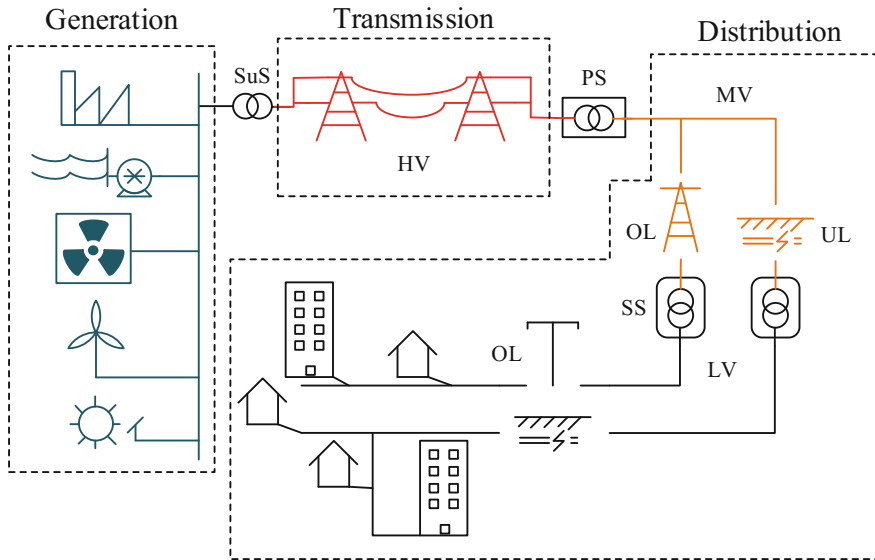 Generation
Transmission
Distribution
SuS
PS
MV
HV
OL
UL
SS
OL
LV